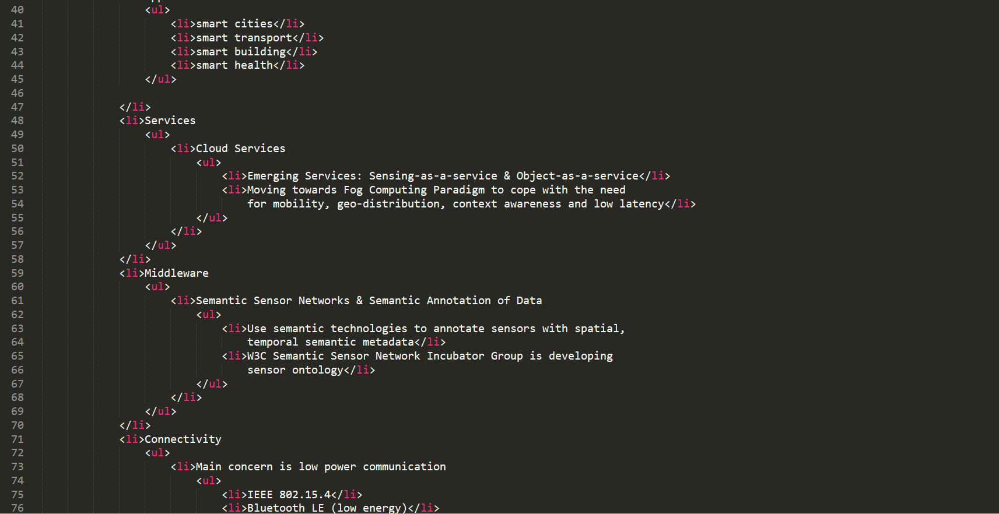 40 <ul>
41 <li>smart cities</li>
42 <li>smart transport</li>
43 <li>smart building</li>
44 <li>smart health</li>
45 </ul>
46
47 </li>
48 <li>Services
49 <ul>
50 <li>Cloud Services
51 <ul>
52 <li>Emerging Services: Sensing-as-a-service & Object-as-a-service</li>
53 <li>Moving towards Fog Computing Paradigm to cope with the need
54 for mobility, geo-distribution, context awareness and low latency</li>
55 </ul>
56 </li>
57 </ul>
58 </li>
59 <li>Middleware
60 <ul>
61 <li>Semantic Sensor Networks & Semantic Annotation of Data
62 <ul>
63 <li>Use semantic technologies to annotate sensors with spatial,
64 temporal semantic metadata</li>
65 <li>W3C Semantic Sensor Network Incubator Group is developing
66 sensor ontology</li>
67 </ul>
68 </li>
69 </ul>
70 </li>
71 <li>Connectivity
72 <ul>
73 <li>Main concern is low power communication
74 <ul>
75 <li>IEEE 802.15.4</li>
76 <li>Bluetooth LE (low energy)</li>